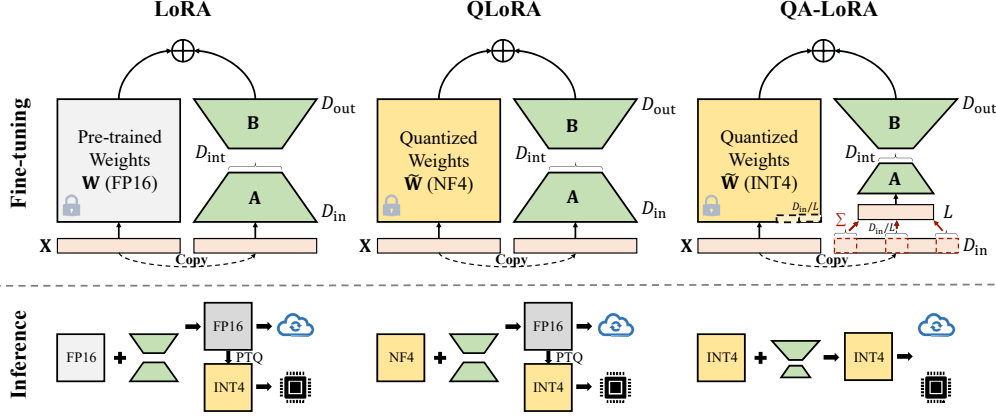 LoRA
QLoRA
QA-LoRA
Fine-tuning
Pre-trained
Weights
W (FP16)
B
A
D_out
D_int
D_in
X
Copy
Quantized
Weights
W̃ (NF4)
B
A
D_out
D_int
D_in
Copy
Quantized
Weights
W̃ (INT4)
D_in/L
B
A
D_out
D_int
L
Σ
D_in/L
D_in
X
Copy
Inference
FP16
+
FP16
PTQ
INT4
NF4
+
FP16
PTQ
INT4
INT4
+
INT4